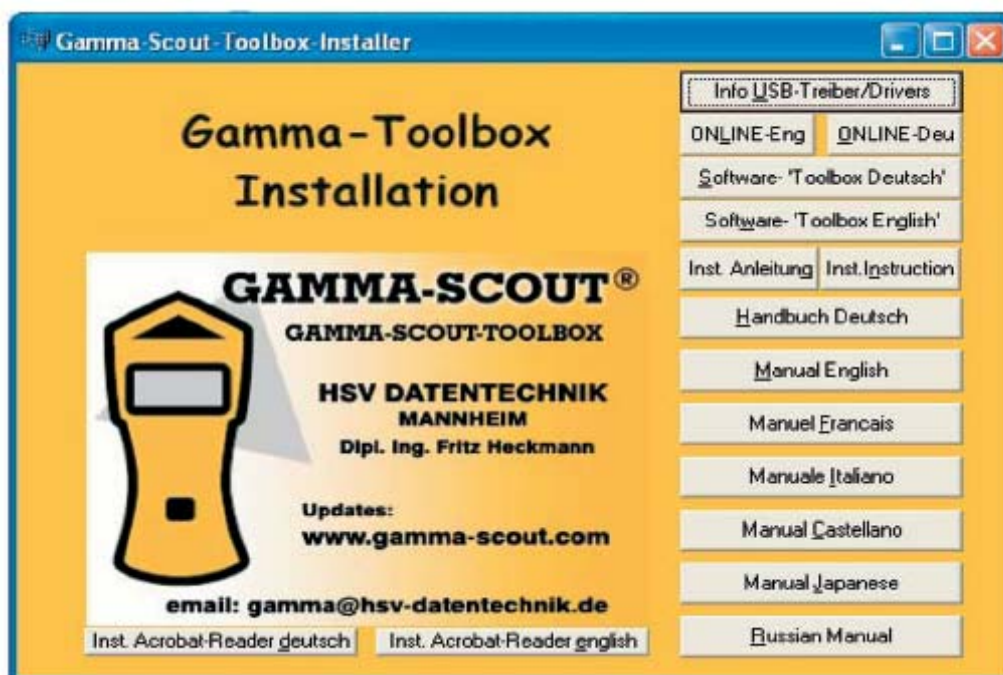 Gamma-Scout-Toolbox-Installer
Gamma-Toolbox
Installation
GAMMA-SCOUT®
GAMMA-SCOUT-TOOLBOX
HSV DATENTECHNIK
MANNHEIM
Dipl. Ing. Fritz Heckmann
Updates:
www.gamma-scout.com
email: gamma@hsv-datentechnik.de
Inst. Acrobat-Reader deutsch
Inst. Acrobat-Reader english
Info USB-Treiber/Drivers
ONLINE-Eng
ONLINE-Deu
Software- 'Toolbox Deutsch'
Software- 'Toolbox English'
Inst. Anleitung
Inst.Instruction
Handbuch Deutsch
Manual English
Manuel Francais
Manuale Italiano
Manual Castellano
Manual Japanese
Russian Manual